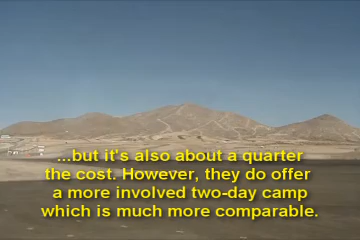 ...but it's also about a quarter
the cost. However, they do offer
a more involved two-day camp
which is much more comparable.